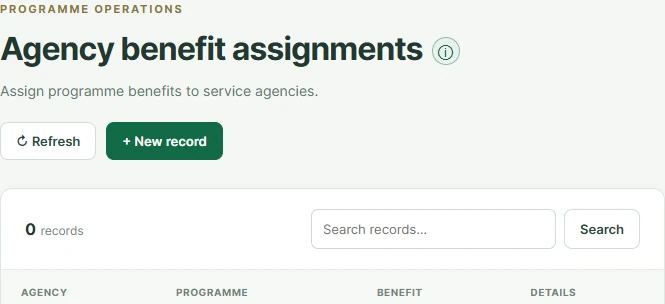 PROGRAMME OPERATIONS
Agency benefit assignments ⓘ
Assign programme benefits to service agencies.
↻ Refresh + New record
0 records Search records... Search
AGENCY PROGRAMME BENEFIT DETAILS